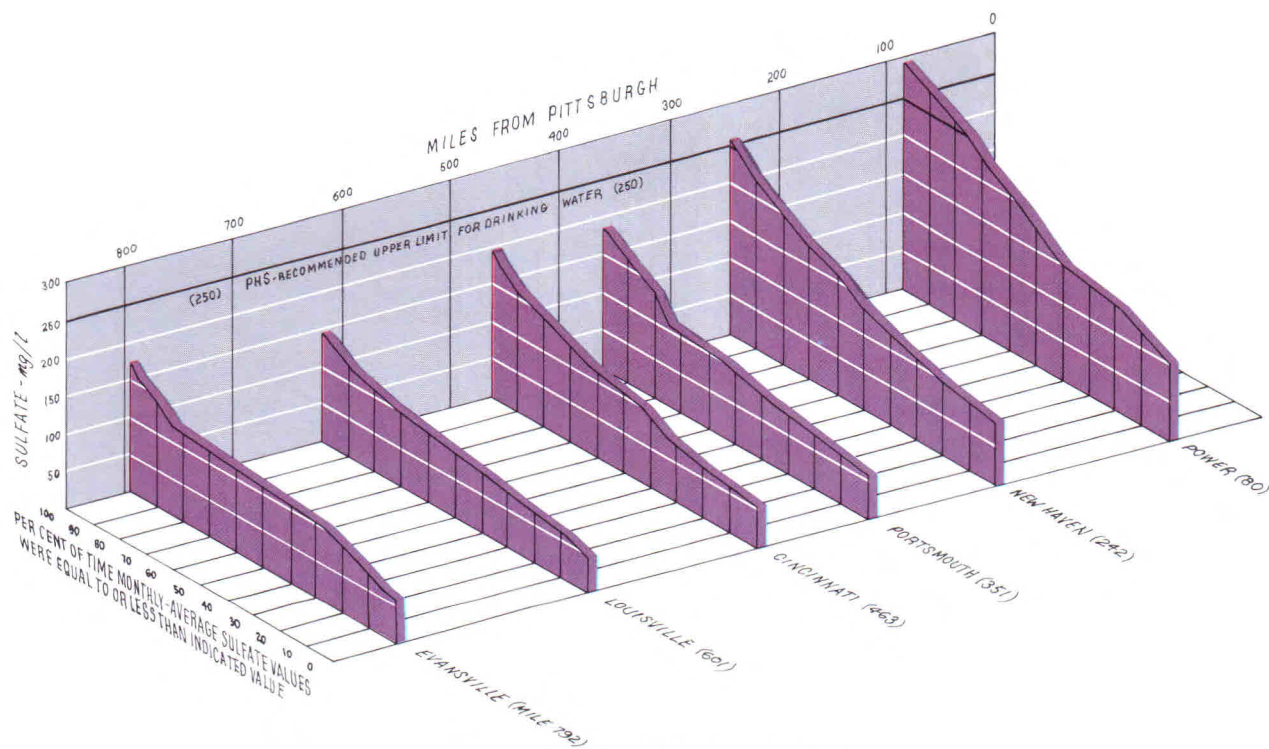 MILES FROM PITTSBURGH
0
100
200
300
400
500
600
700
800
(250) PHS-RECOMMENDED UPPER LIMIT FOR DRINKING WATER (250)
SULFATE - mg/l
300
250
200
150
100
50
100 90 80 70 60 50 40 30 20 10 0
PER CENT OF TIME MONTHLY-AVERAGE SULFATE VALUES
WERE EQUAL TO OR LESS THAN INDICATED VALUE
EVANSVILLE (MILE 792)
LOUISVILLE (601)
CINCINNATI (463)
PORTSMOUTH (351)
NEW HAVEN (242)
POWER (80)